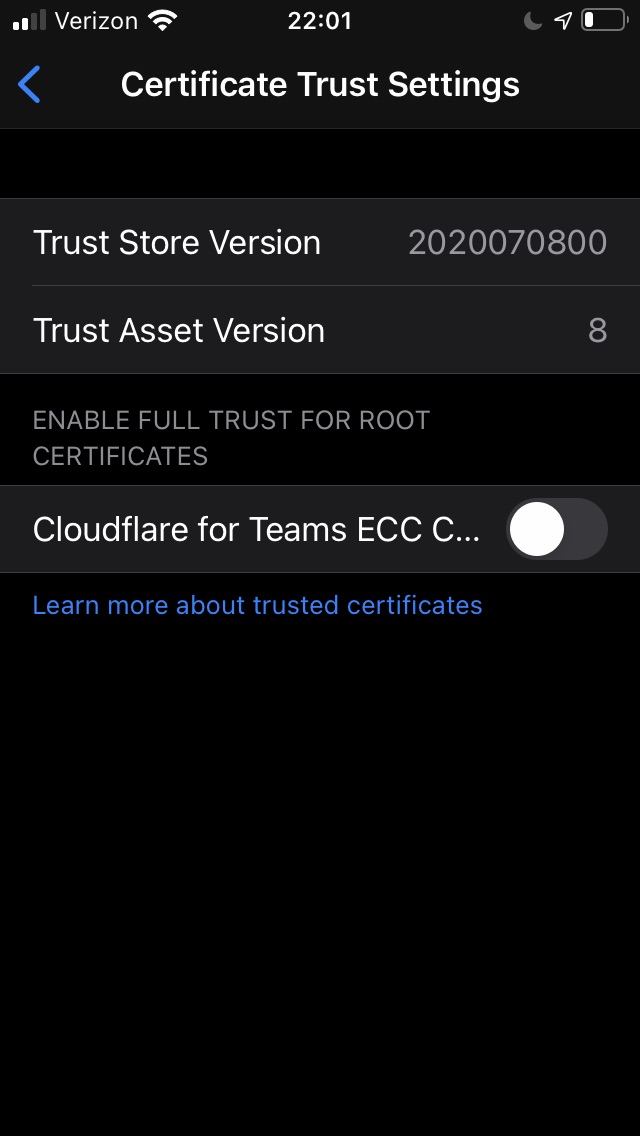 Verizon 22:01
Certificate Trust Settings
Trust Store Version 2020070800
Trust Asset Version 8
ENABLE FULL TRUST FOR ROOT
CERTIFICATES
Cloudflare for Teams ECC C...
Learn more about trusted certificates